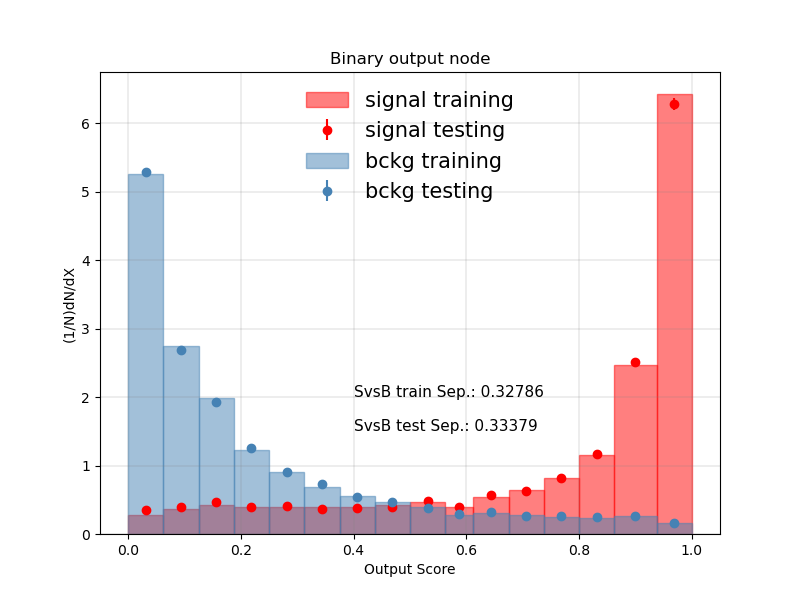 Binary output node
signal training
signal testing
bckg training
bckg testing
SvsB train Sep.: 0.32786
SvsB test Sep.: 0.33379
(1/N)dN/dX
6
5
4
3
2
1
0
0.0 0.2 0.4 0.6 0.8 1.0
Output Score